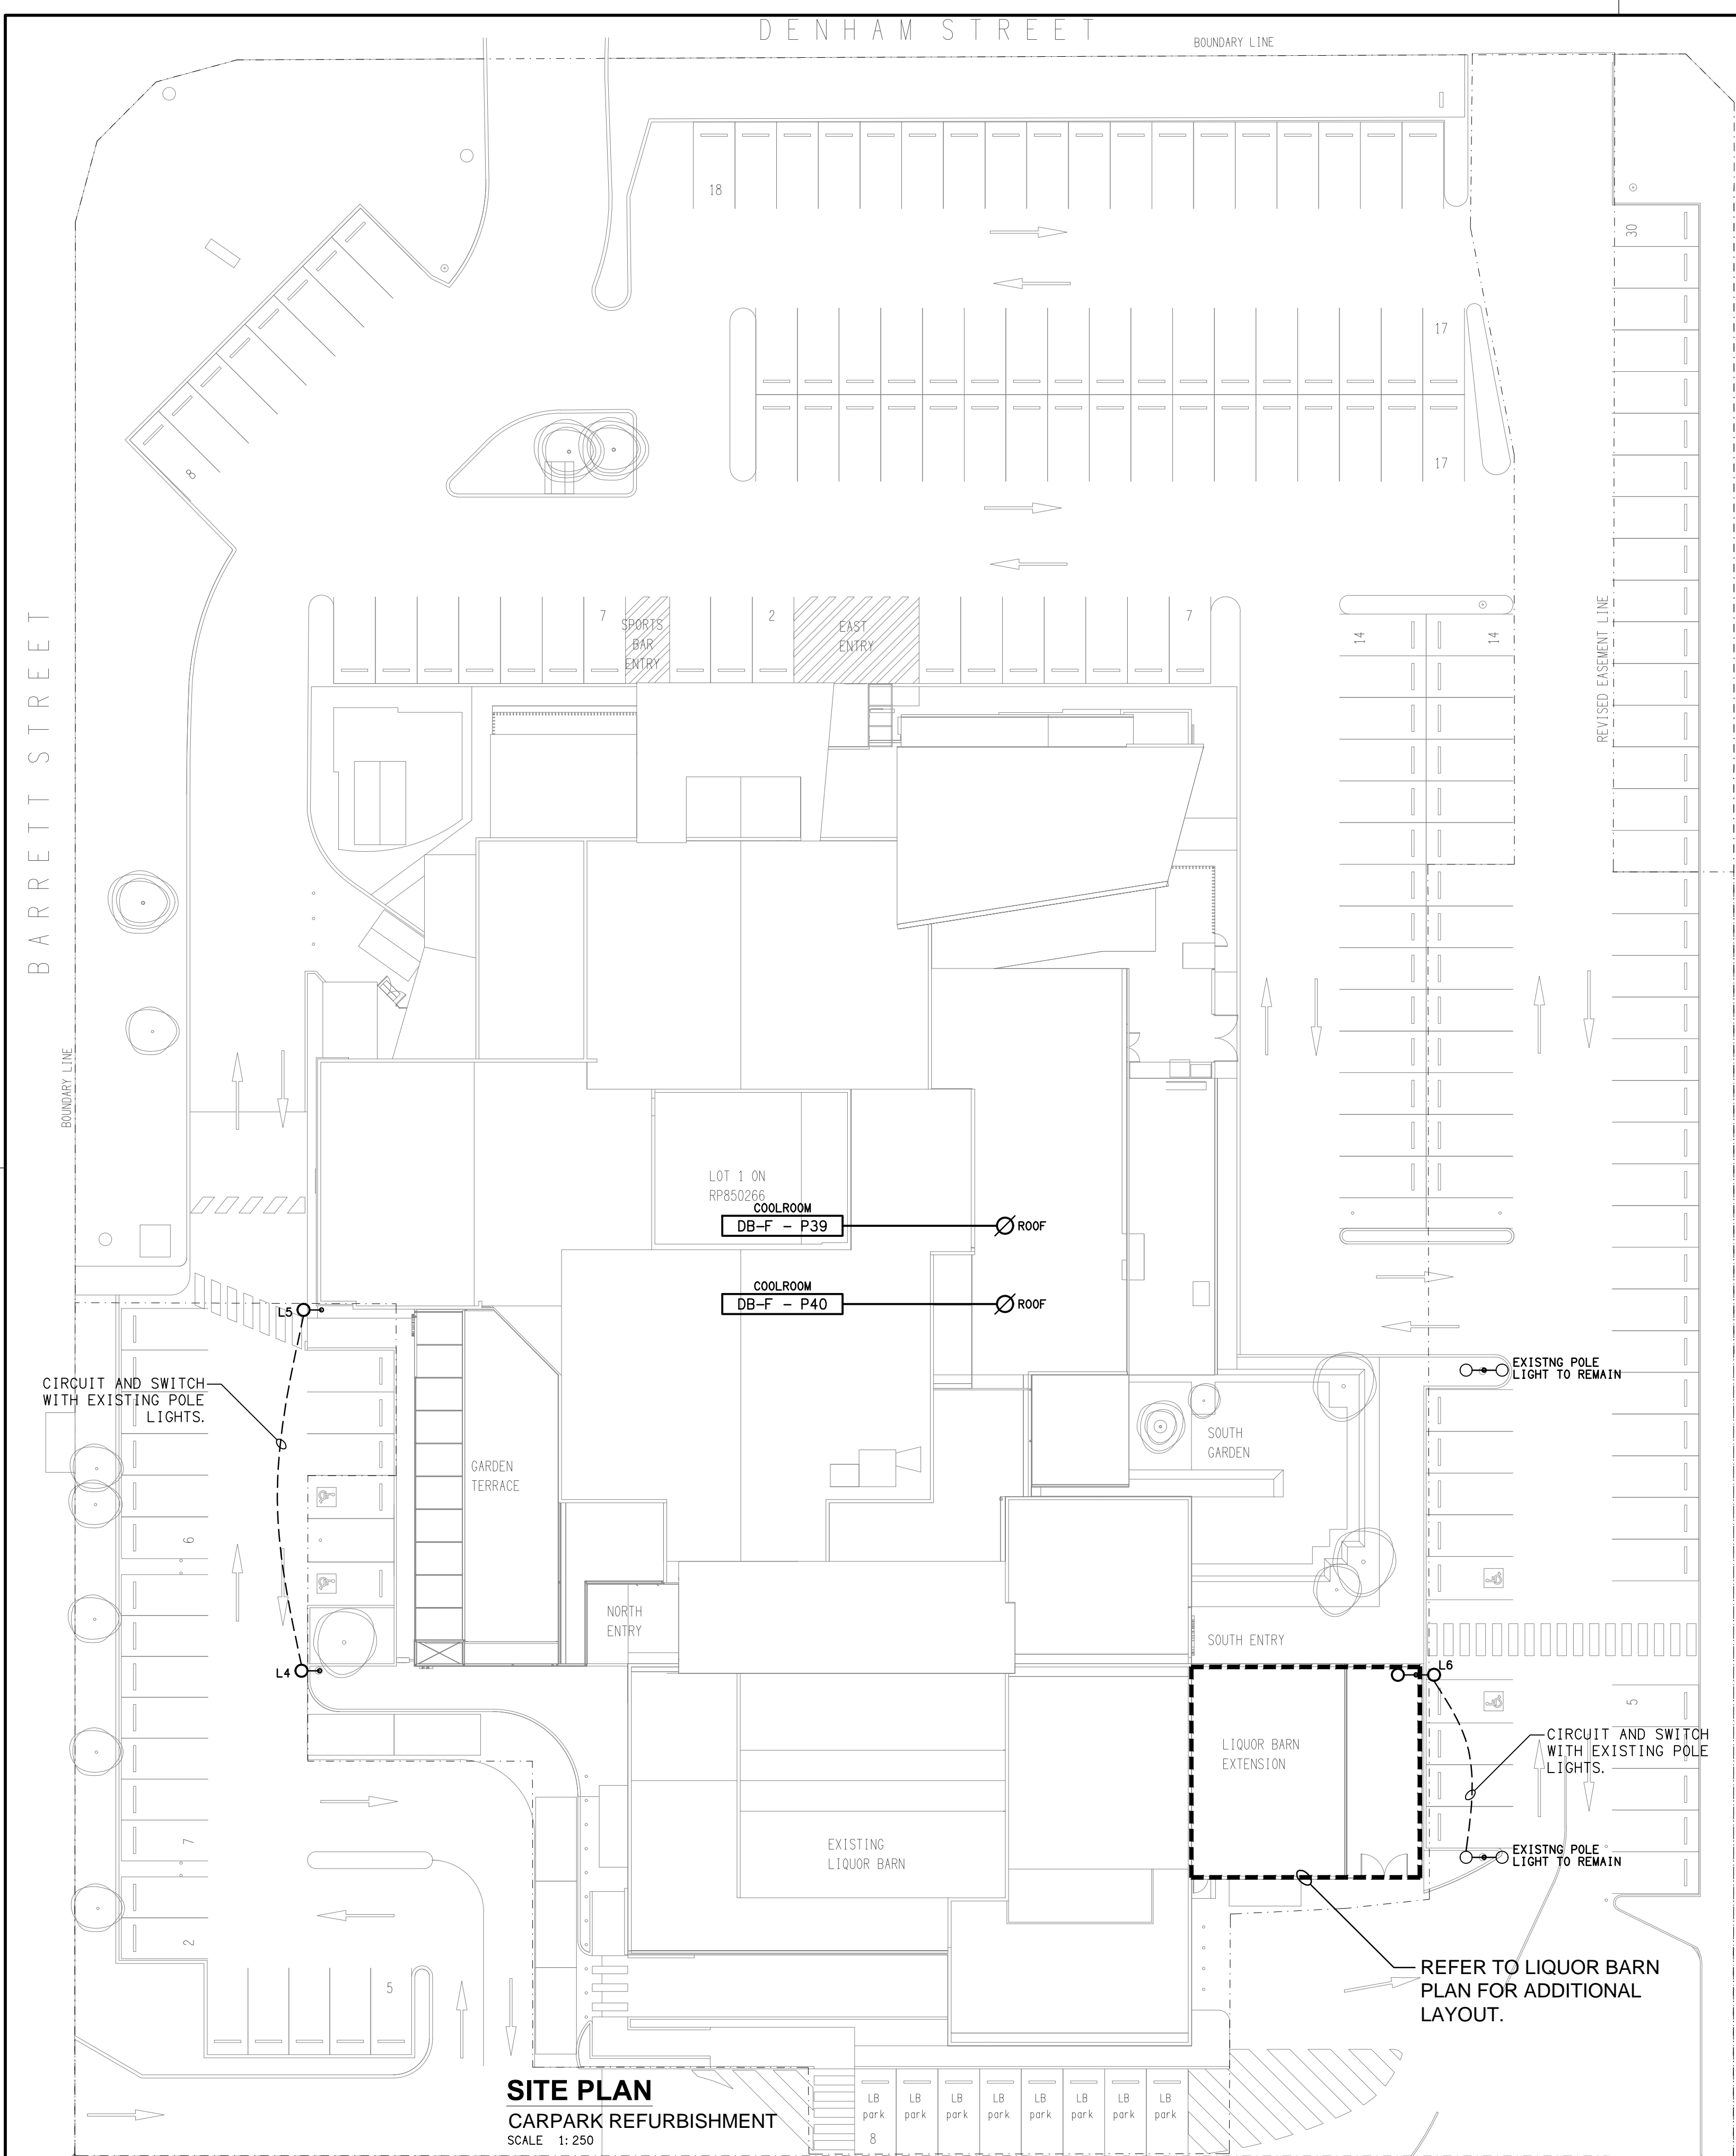 DENHAM STREET
BOUNDARY LINE
18
30
17
17
8
BARRETT STREET
REVISED EASEMENT LINE
7
SPORTS
BAR
ENTRY
2
EAST
ENTRY
7
14
14
BOUNDARY LINE
LOT 1 ON
RP850266
COOLROOM
DB-F - P39
ROOF
COOLROOM
DB-F - P40
ROOF
L5
CIRCUIT AND SWITCH
WITH EXISTING POLE
LIGHTS.
EXISTNG POLE
LIGHT TO REMAIN
SOUTH
GARDEN
GARDEN
TERRACE
6
NORTH
ENTRY
SOUTH ENTRY
L4
L6
5
LIQUOR BARN
EXTENSION
CIRCUIT AND SWITCH
WITH EXISTING POLE
LIGHTS.
7
EXISTING
LIQUOR BARN
EXISTNG POLE
LIGHT TO REMAIN
2
5
REFER TO LIQUOR BARN
PLAN FOR ADDITIONAL
LAYOUT.
SITE PLAN
CARPARK REFURBISHMENT
SCALE 1:250
LB LB LB LB LB LB LB LB
park park park park park park park park
8